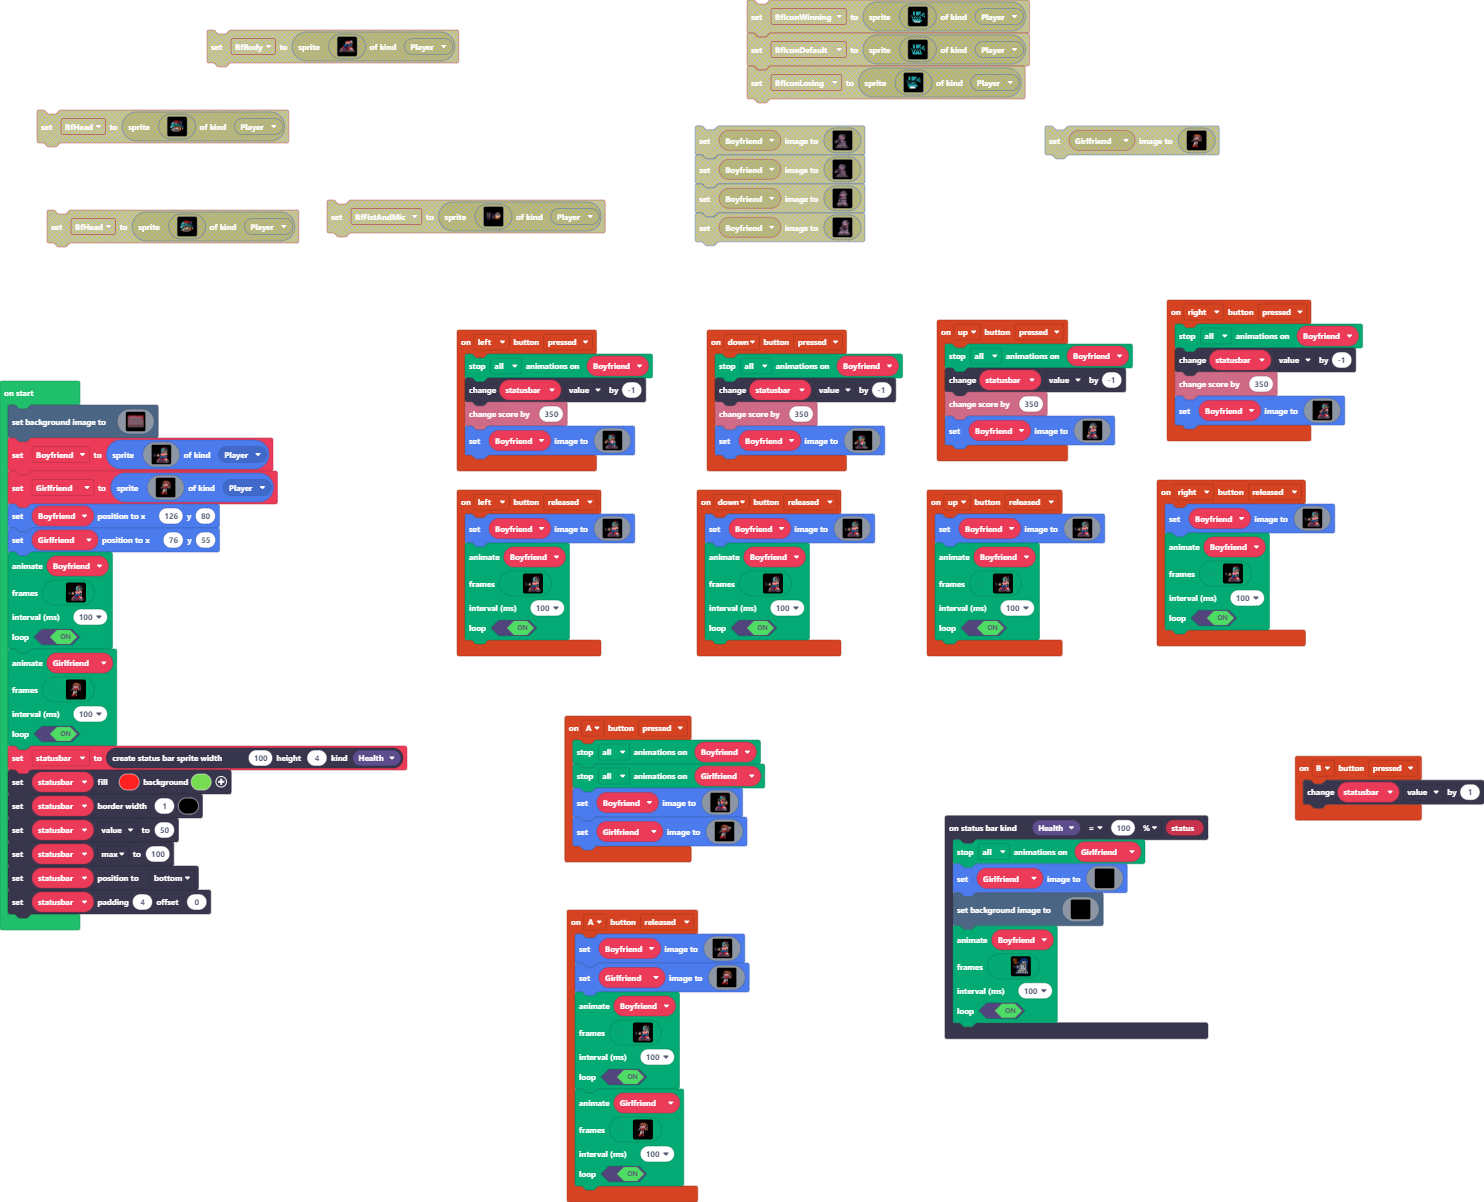 set BfBody to sprite of kind Player
set BfHead to sprite of kind Player
set BfHead to sprite of kind Player
set BfFistAndMic to sprite of kind Player
set BfIconWinning to sprite of kind Player
set BfIconDefault to sprite of kind Player
set BfIconLosing to sprite of kind Player
set Boyfriend image to
set Boyfriend image to
set Boyfriend image to
set Boyfriend image to
set Girlfriend image to
on start
set background image to
set Boyfriend to sprite of kind Player
set Girlfriend to sprite of kind Player
set Boyfriend position to x 126 y 80
set Girlfriend position to x 76 y 55
animate Boyfriend
frames
interval (ms) 100
loop ON
animate Girlfriend
frames
interval (ms) 100
loop ON
set statusbar to create status bar sprite width 100 height 4 kind Health
set statusbar fill background
set statusbar border width 1
set statusbar value to 50
set statusbar max to 100
set statusbar position to bottom
set statusbar padding 4 offset 0
on left button pressed
stop all animations on Boyfriend
change statusbar value by -1
change score by 350
set Boyfriend image to
on down button pressed
stop all animations on Boyfriend
change statusbar value by -1
change score by 350
set Boyfriend image to
on up button pressed
stop all animations on Boyfriend
change statusbar value by -1
change score by 350
set Boyfriend image to
on right button pressed
stop all animations on Boyfriend
change statusbar value by -1
change score by 350
set Boyfriend image to
on left button released
set Boyfriend image to
animate Boyfriend
frames
interval (ms) 100
loop ON
on down button released
set Boyfriend image to
animate Boyfriend
frames
interval (ms) 100
loop ON
on up button released
set Boyfriend image to
animate Boyfriend
frames
interval (ms) 100
loop ON
on right button released
set Boyfriend image to
animate Boyfriend
frames
interval (ms) 100
loop ON
on A button pressed
stop all animations on Boyfriend
stop all animations on Girlfriend
set Boyfriend image to
set Girlfriend image to
on B button pressed
change statusbar value by 1
on status bar kind Health = 100 % status
stop all animations on Girlfriend
set Girlfriend image to
set background image to
animate Boyfriend
frames
interval (ms) 100
loop ON
on A button released
set Boyfriend image to
set Girlfriend image to
animate Boyfriend
frames
interval (ms) 100
loop ON
animate Girlfriend
frames
interval (ms) 100
loop ON